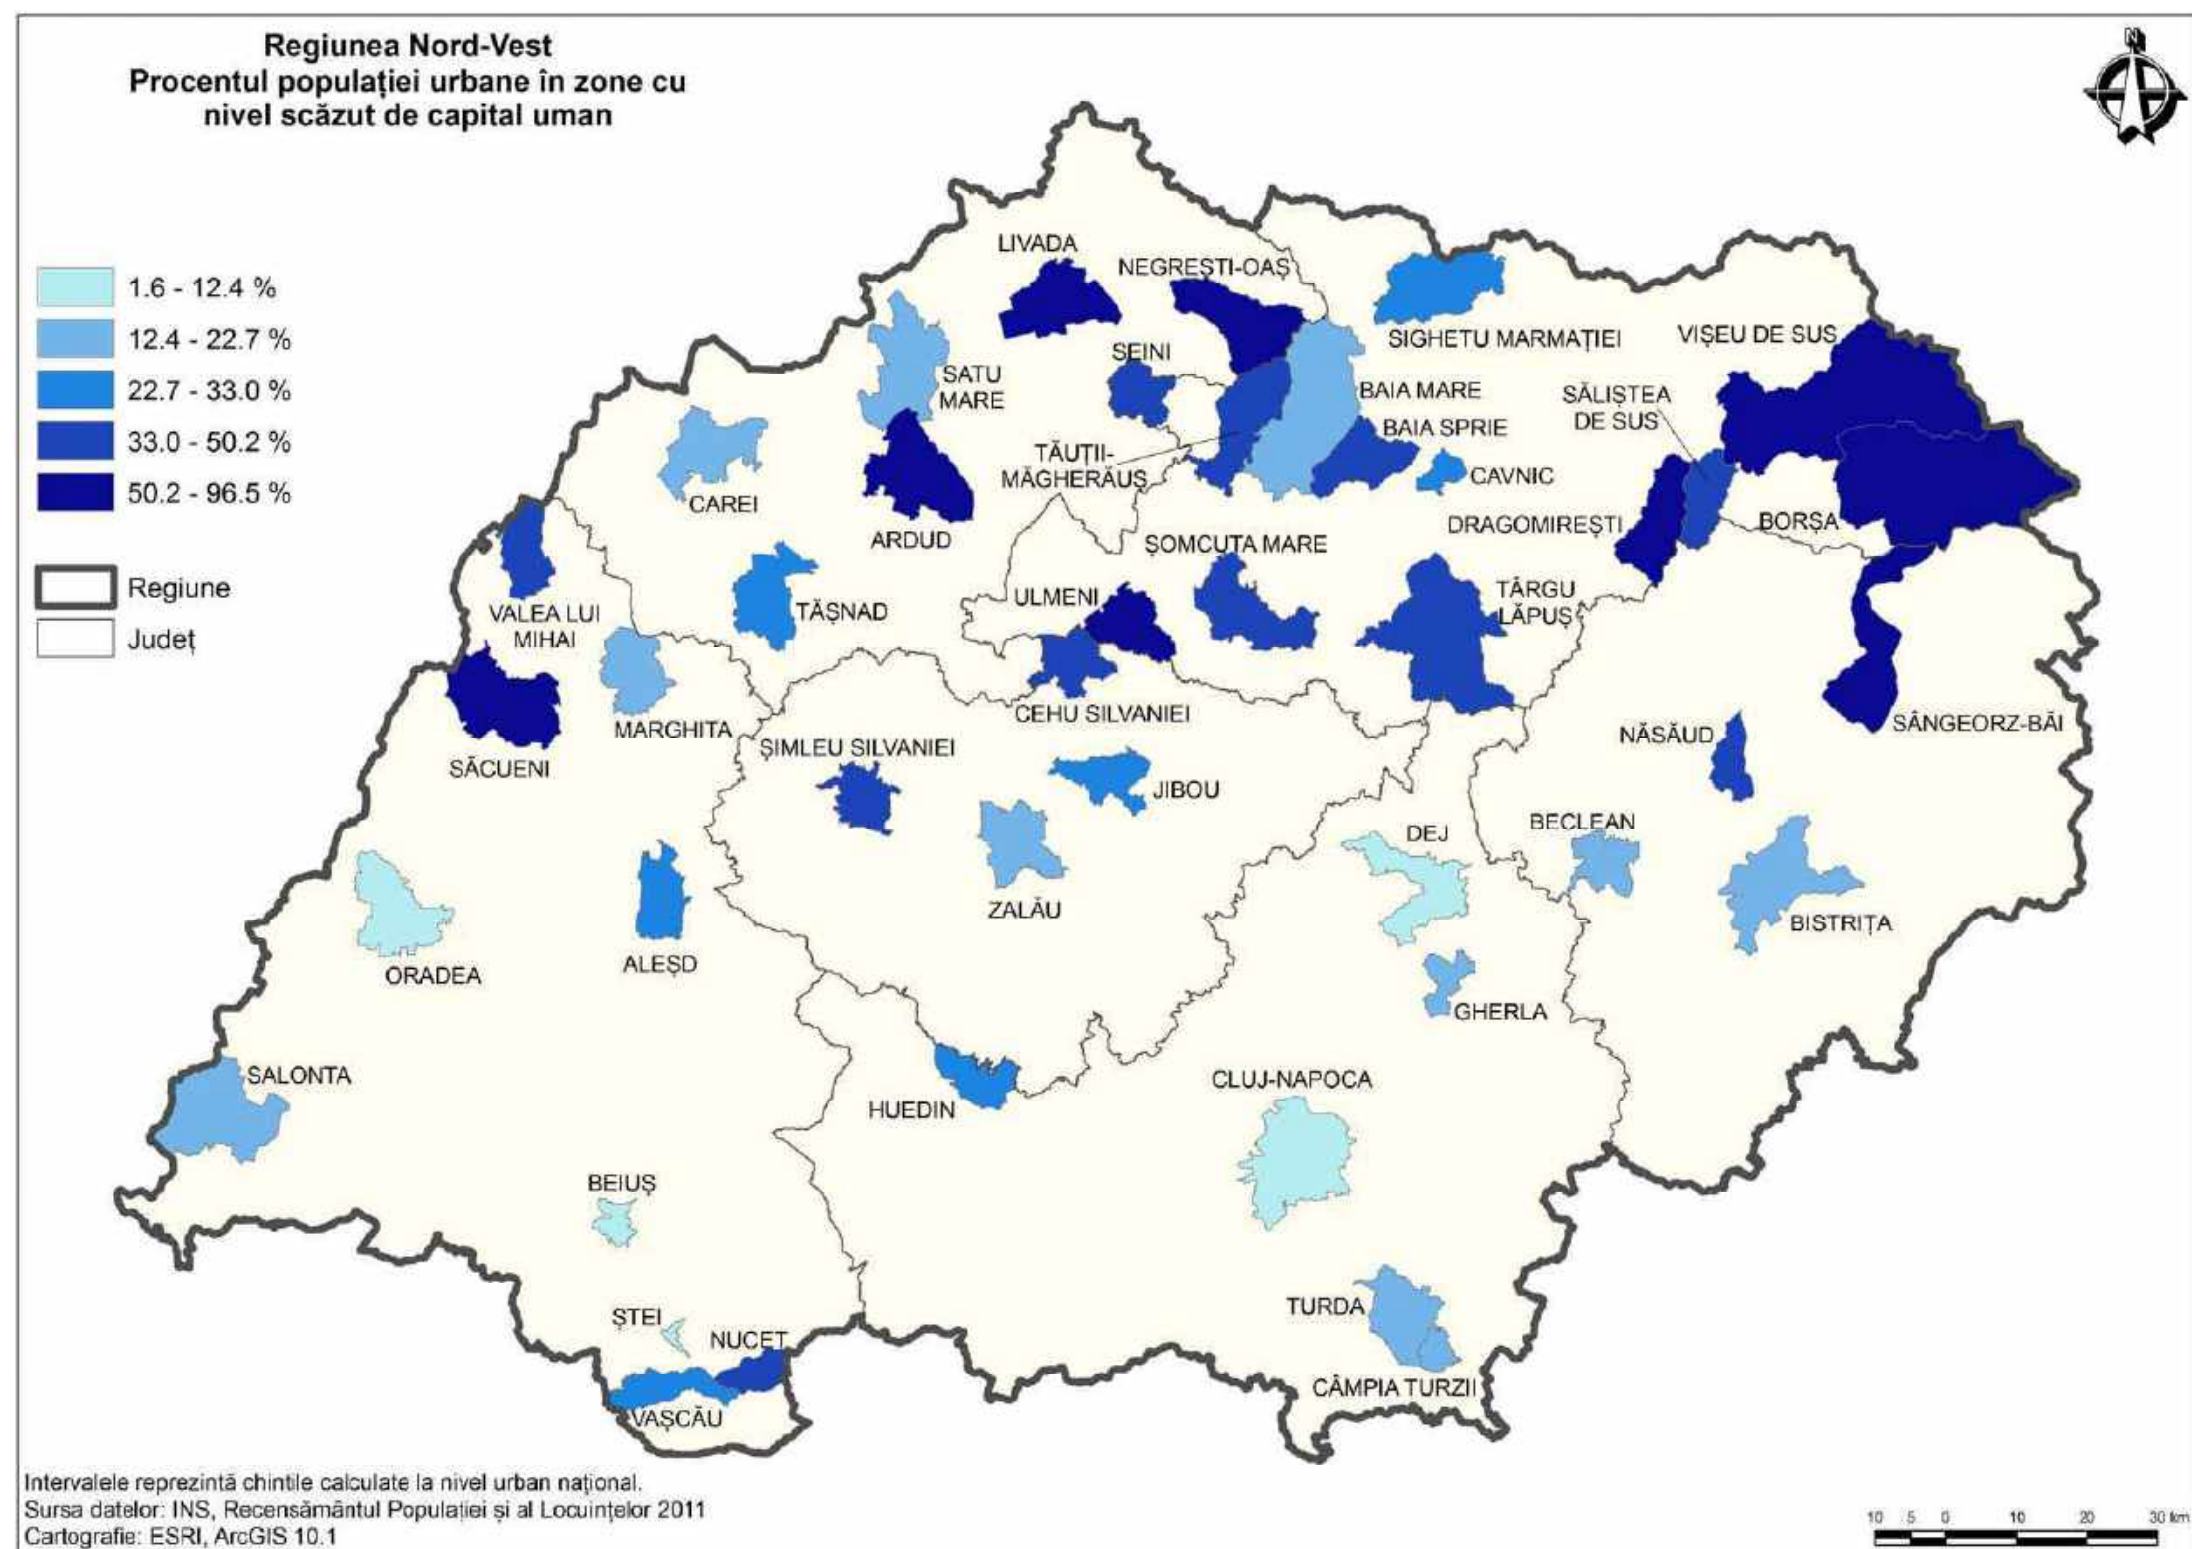 Regiunea Nord-Vest
Procentul populației urbane în zone cu
nivel scăzut de capital uman
N
1.6 - 12.4 %
12.4 - 22.7 %
22.7 - 33.0 %
33.0 - 50.2 %
50.2 - 96.5 %
Regiune
Județ
LIVADA
NEGREȘTI-OAȘ
SIGHETU MARMAȚIEI
VIȘEU DE SUS
SEINI
SATU
MARE
BAIA MARE
SĂLIȘTEA
DE SUS
BAIA SPRIE
TĂUȚII-
MĂGHERĂUȘ
CAVNIC
CAREI
DRAGOMIREȘTI
BORȘA
ARDUD
ȘOMCUTA MARE
ULMENI
TÂRGU
LĂPUȘ
VALEA LUI
MIHAI
TĂȘNAD
MARGHITA
CEHU SILVANIEI
SÂNGEORZ-BĂI
NĂSĂUD
SĂCUENI
ȘIMLEU SILVANIEI
JIBOU
DEJ
BECLEAN
ZALĂU
BISTRIȚA
ORADEA
ALEȘD
GHERLA
SALONTA
HUEDIN
CLUJ-NAPOCA
BEIUȘ
ȘTEI
NUCET
TURDA
CÂMPIA TURZII
VAȘCĂU
Intervalele reprezintă chintile calculate la nivel urban național.
Sursa datelor: INS, Recensământul Populației și al Locuințelor 2011
Cartografie: ESRI, ArcGIS 10.1
10 5 0 10 20 30 km